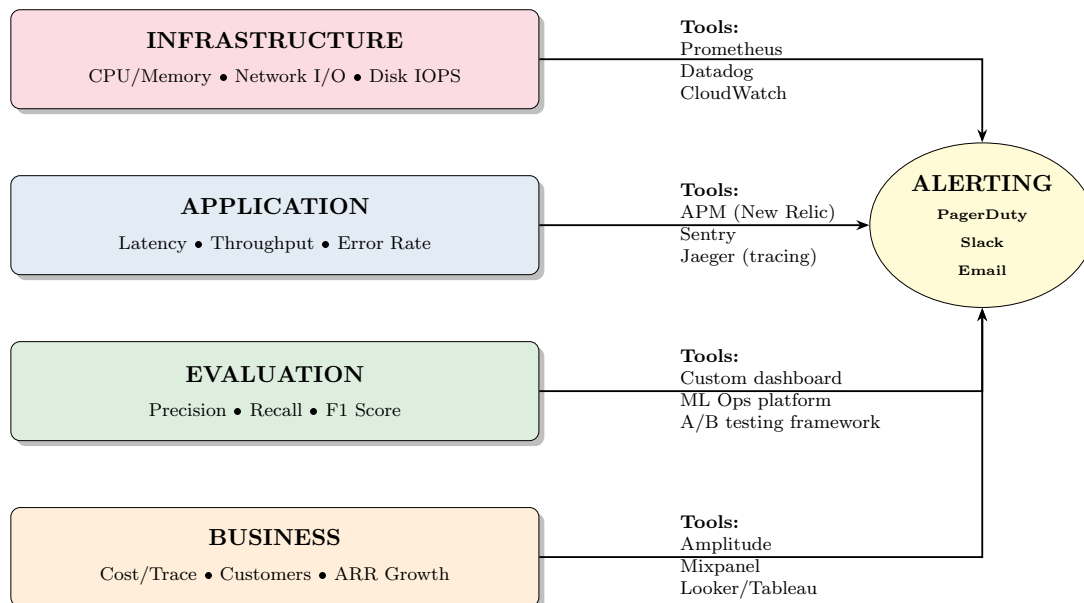 INFRASTRUCTURE
CPU/Memory • Network I/O • Disk IOPS
Tools:
Prometheus
Datadog
CloudWatch
APPLICATION
Latency • Throughput • Error Rate
Tools:
APM (New Relic)
Sentry
Jaeger (tracing)
ALERTING
PagerDuty
Slack
Email
EVALUATION
Precision • Recall • F1 Score
Tools:
Custom dashboard
ML Ops platform
A/B testing framework
BUSINESS
Cost/Trace • Customers • ARR Growth
Tools:
Amplitude
Mixpanel
Looker/Tableau